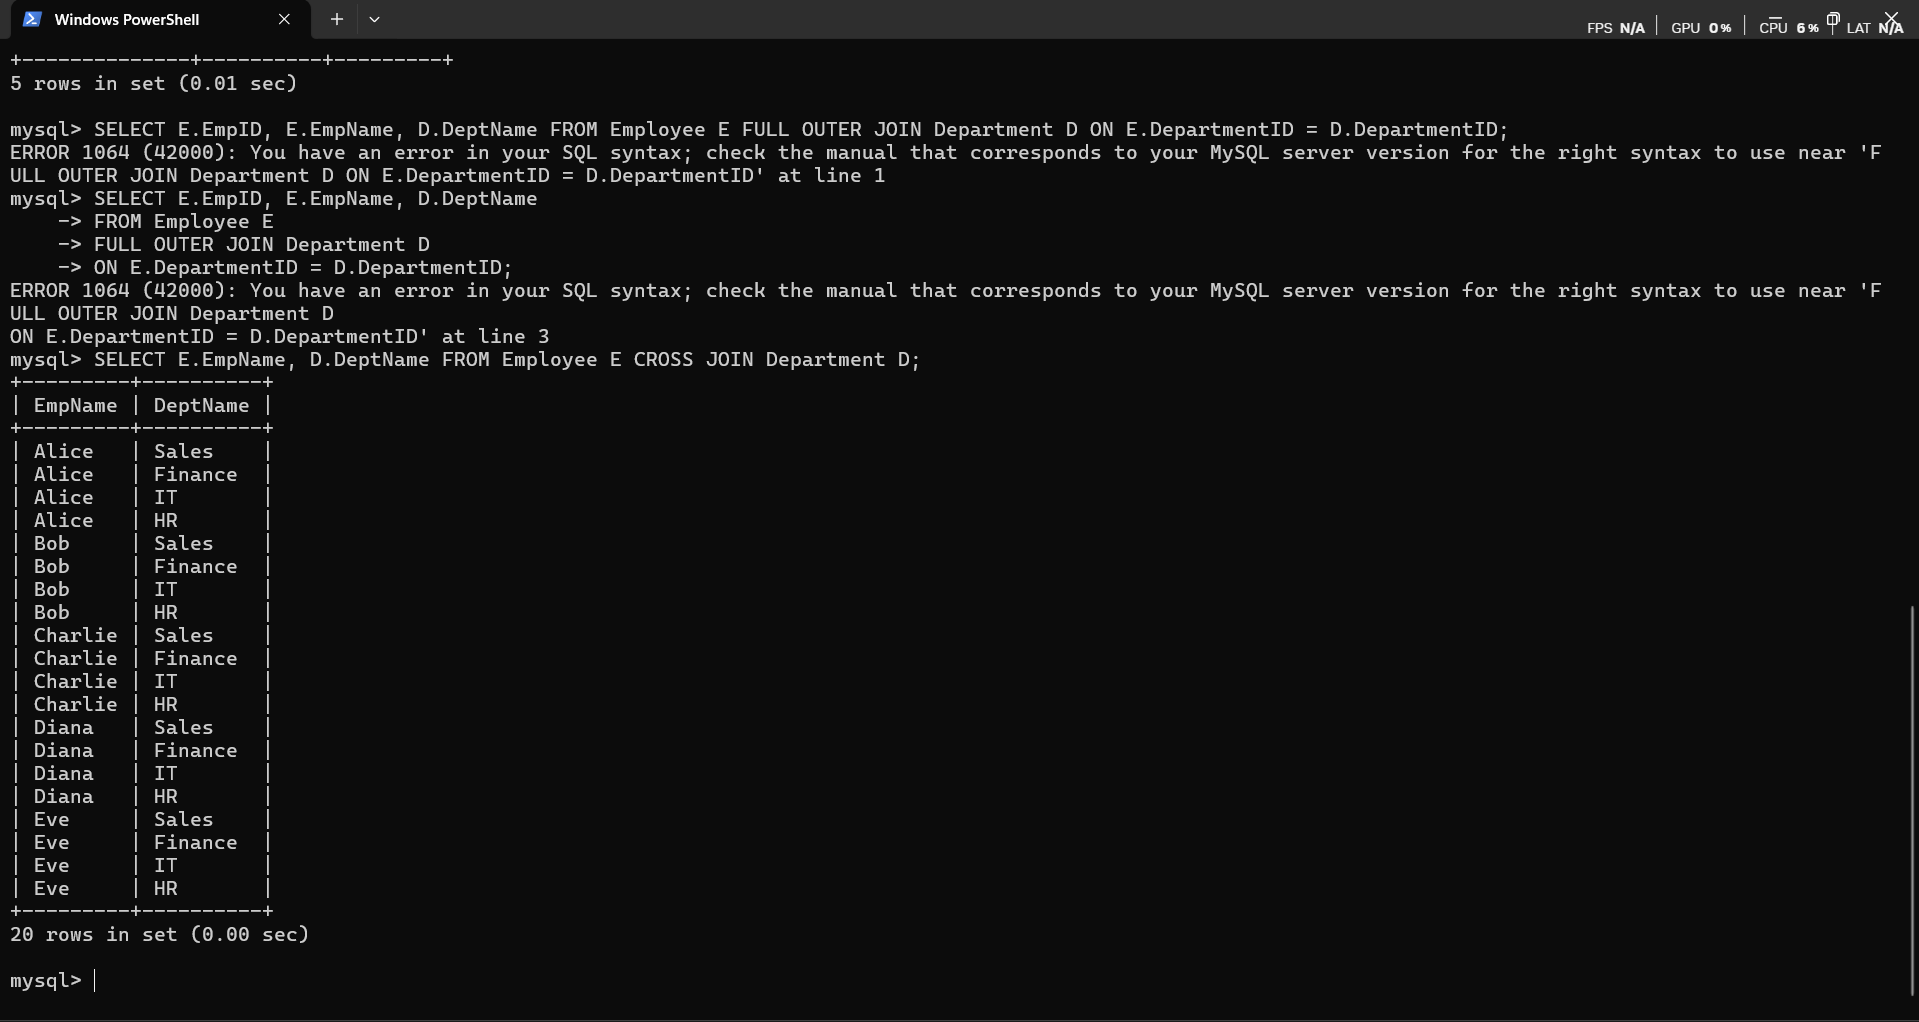 Windows PowerShell
FPS N/A | GPU 0% | CPU 6% | LAT N/A
+--------------+----------+---------+
5 rows in set (0.01 sec)
mysql> SELECT E.EmpID, E.EmpName, D.DeptName FROM Employee E FULL OUTER JOIN Department D ON E.DepartmentID = D.DepartmentID;
ERROR 1064 (42000): You have an error in your SQL syntax; check the manual that corresponds to your MySQL server version for the right syntax to use near 'F
ULL OUTER JOIN Department D ON E.DepartmentID = D.DepartmentID' at line 1
mysql> SELECT E.EmpID, E.EmpName, D.DeptName
    -> FROM Employee E
    -> FULL OUTER JOIN Department D
    -> ON E.DepartmentID = D.DepartmentID;
ERROR 1064 (42000): You have an error in your SQL syntax; check the manual that corresponds to your MySQL server version for the right syntax to use near 'F
ULL OUTER JOIN Department D
ON E.DepartmentID = D.DepartmentID' at line 3
mysql> SELECT E.EmpName, D.DeptName FROM Employee E CROSS JOIN Department D;
+---------+----------+
| EmpName | DeptName |
+---------+----------+
| Alice   | Sales    |
| Alice   | Finance  |
| Alice   | IT       |
| Alice   | HR       |
| Bob     | Sales    |
| Bob     | Finance  |
| Bob     | IT       |
| Bob     | HR       |
| Charlie | Sales    |
| Charlie | Finance  |
| Charlie | IT       |
| Charlie | HR       |
| Diana   | Sales    |
| Diana   | Finance  |
| Diana   | IT       |
| Diana   | HR       |
| Eve     | Sales    |
| Eve     | Finance  |
| Eve     | IT       |
| Eve     | HR       |
+---------+----------+
20 rows in set (0.00 sec)
mysql>